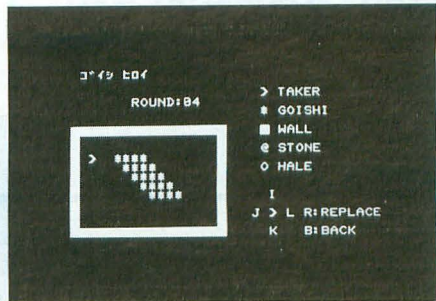 ｺﾞｲｼ ﾋﾛｲ
ROUND:04
> TAKER
* GOISHI
■ WALL
@ STONE
o HALE
I
J > L R:REPLACE
K B:BACK